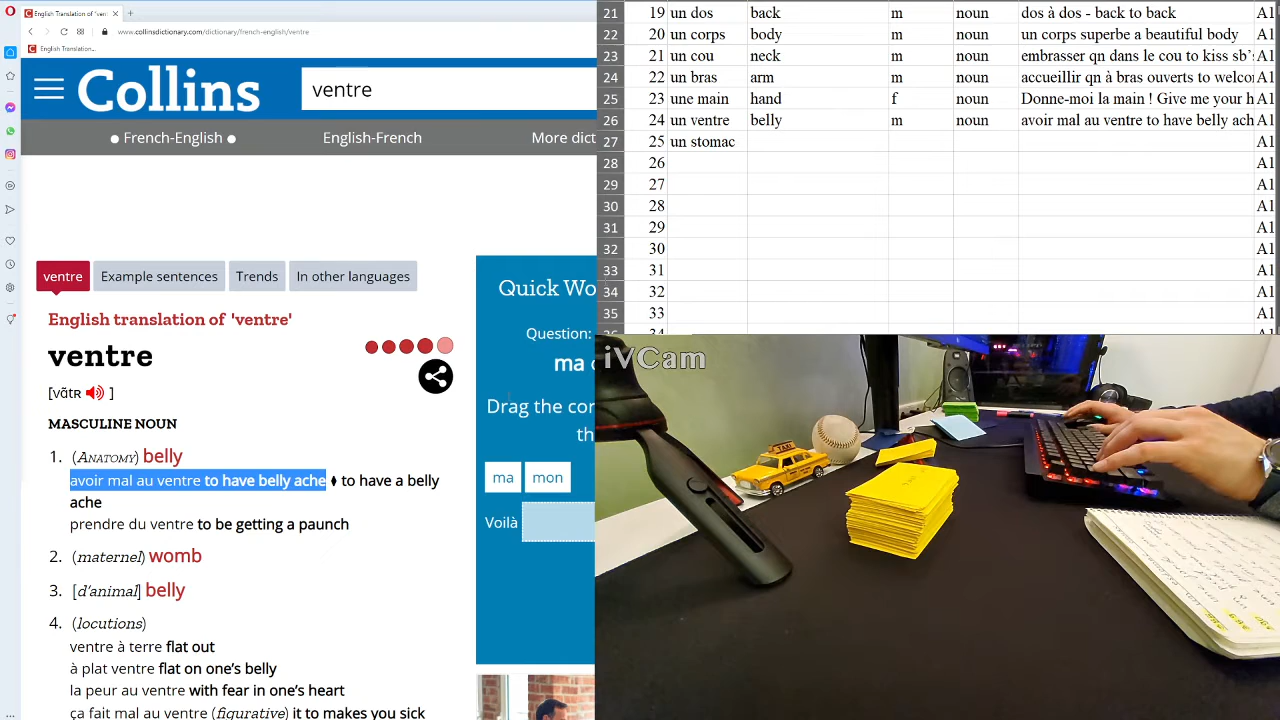 English Translation of 'ven
www.collinsdictionary.com/dictionary/french-english/ventre
English Translation...
Collins
ventre
French-English
English-French
More dict
ventre
Example sentences
Trends
In other languages
English translation of 'ventre'
ventre
[vɑ̃tʀ ]
MASCULINE NOUN
1. (ANATOMY) belly
avoir mal au ventre to have belly ache ⧫ to have a belly
ache
prendre du ventre to be getting a paunch
2. (maternel) womb
3. [d'animal] belly
4. (locutions)
ventre à terre flat out
à plat ventre flat on one's belly
la peur au ventre with fear in one's heart
ça fait mal au ventre (figurative) it to makes you sick
Quick Wo
Question:
ma
Drag the cor
th
ma mon
Voilà
21 19 un dos back m noun dos à dos - back to back A1
22 20 un corps body m noun un corps superbe a beautiful body A1
23 21 un cou neck m noun embrasser qn dans le cou to kiss sb's A1
24 22 un bras arm m noun accueillir qn à bras ouverts to welcor A1
25 23 une main hand f noun Donne-moi la main ! Give me your h A1
26 24 un ventre belly m noun avoir mal au ventre to have belly ach A1
27 25 un stomac A1
28 26 A1
29 27 A1
30 28 A1
31 29 A1
32 30 A1
33 31 A1
34 32 A1
35 33 A1
34
iVCam
TAXI